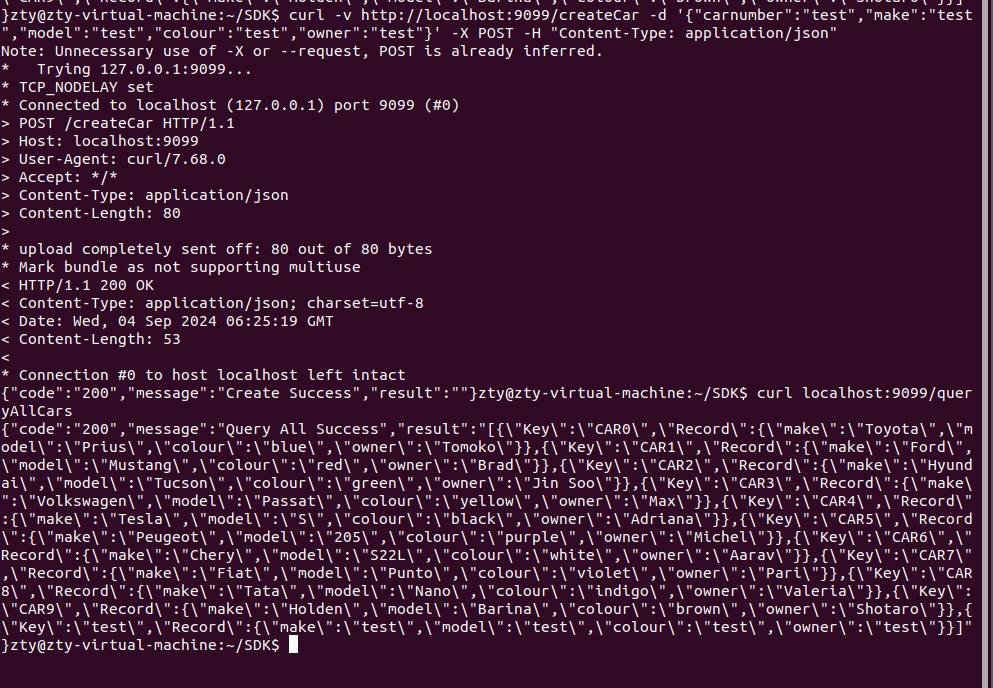 }zty@zty-virtual-machine:~/SDK$ curl -v http://localhost:9099/createCar -d '{"carnumber":"test","make":"test
","model":"test","colour":"test","owner":"test"}' -X POST -H "Content-Type: application/json"
Note: Unnecessary use of -X or --request, POST is already inferred.
*   Trying 127.0.0.1:9099...
* TCP_NODELAY set
* Connected to localhost (127.0.0.1) port 9099 (#0)
> POST /createCar HTTP/1.1
> Host: localhost:9099
> User-Agent: curl/7.68.0
> Accept: */*
> Content-Type: application/json
> Content-Length: 80
>
* upload completely sent off: 80 out of 80 bytes
* Mark bundle as not supporting multiuse
< HTTP/1.1 200 OK
< Content-Type: application/json; charset=utf-8
< Date: Wed, 04 Sep 2024 06:25:19 GMT
< Content-Length: 53
<
* Connection #0 to host localhost left intact
{"code":"200","message":"Create Success","result":""}zty@zty-virtual-machine:~/SDK$ curl localhost:9099/quer
yAllCars
{"code":"200","message":"Query All Success","result":"[{\"Key\":\"CAR0\",\"Record\":{\"make\":\"Toyota\",\"m
odel\":\"Prius\",\"colour\":\"blue\",\"owner\":\"Tomoko\"}},{\"Key\":\"CAR1\",\"Record\":{\"make\":\"Ford\",
\"model\":\"Mustang\",\"colour\":\"red\",\"owner\":\"Brad\"}},{\"Key\":\"CAR2\",\"Record\":{\"make\":\"Hyund
ai\",\"model\":\"Tucson\",\"colour\":\"green\",\"owner\":\"Jin Soo\"}},{\"Key\":\"CAR3\",\"Record\":{\"make\
":\"Volkswagen\",\"model\":\"Passat\",\"colour\":\"yellow\",\"owner\":\"Max\"}},{\"Key\":\"CAR4\",\"Record\"
:{\"make\":\"Tesla\",\"model\":\"S\",\"colour\":\"black\",\"owner\":\"Adriana\"}},{\"Key\":\"CAR5\",\"Record
\":{\"make\":\"Peugeot\",\"model\":\"205\",\"colour\":\"purple\",\"owner\":\"Michel\"}},{\"Key\":\"CAR6\",\"
Record\":{\"make\":\"Chery\",\"model\":\"S22L\",\"colour\":\"white\",\"owner\":\"Aarav\"}},{\"Key\":\"CAR7\"
,\"Record\":{\"make\":\"Fiat\",\"model\":\"Punto\",\"colour\":\"violet\",\"owner\":\"Pari\"}},{\"Key\":\"CAR
8\",\"Record\":{\"make\":\"Tata\",\"model\":\"Nano\",\"colour\":\"indigo\",\"owner\":\"Valeria\"}},{\"Key\":
\"CAR9\",\"Record\":{\"make\":\"Holden\",\"model\":\"Barina\",\"colour\":\"brown\",\"owner\":\"Shotaro\"}},{
\"Key\":\"test\",\"Record\":{\"make\":\"test\",\"model\":\"test\",\"colour\":\"test\",\"owner\":\"test\"}}]"
}zty@zty-virtual-machine:~/SDK$